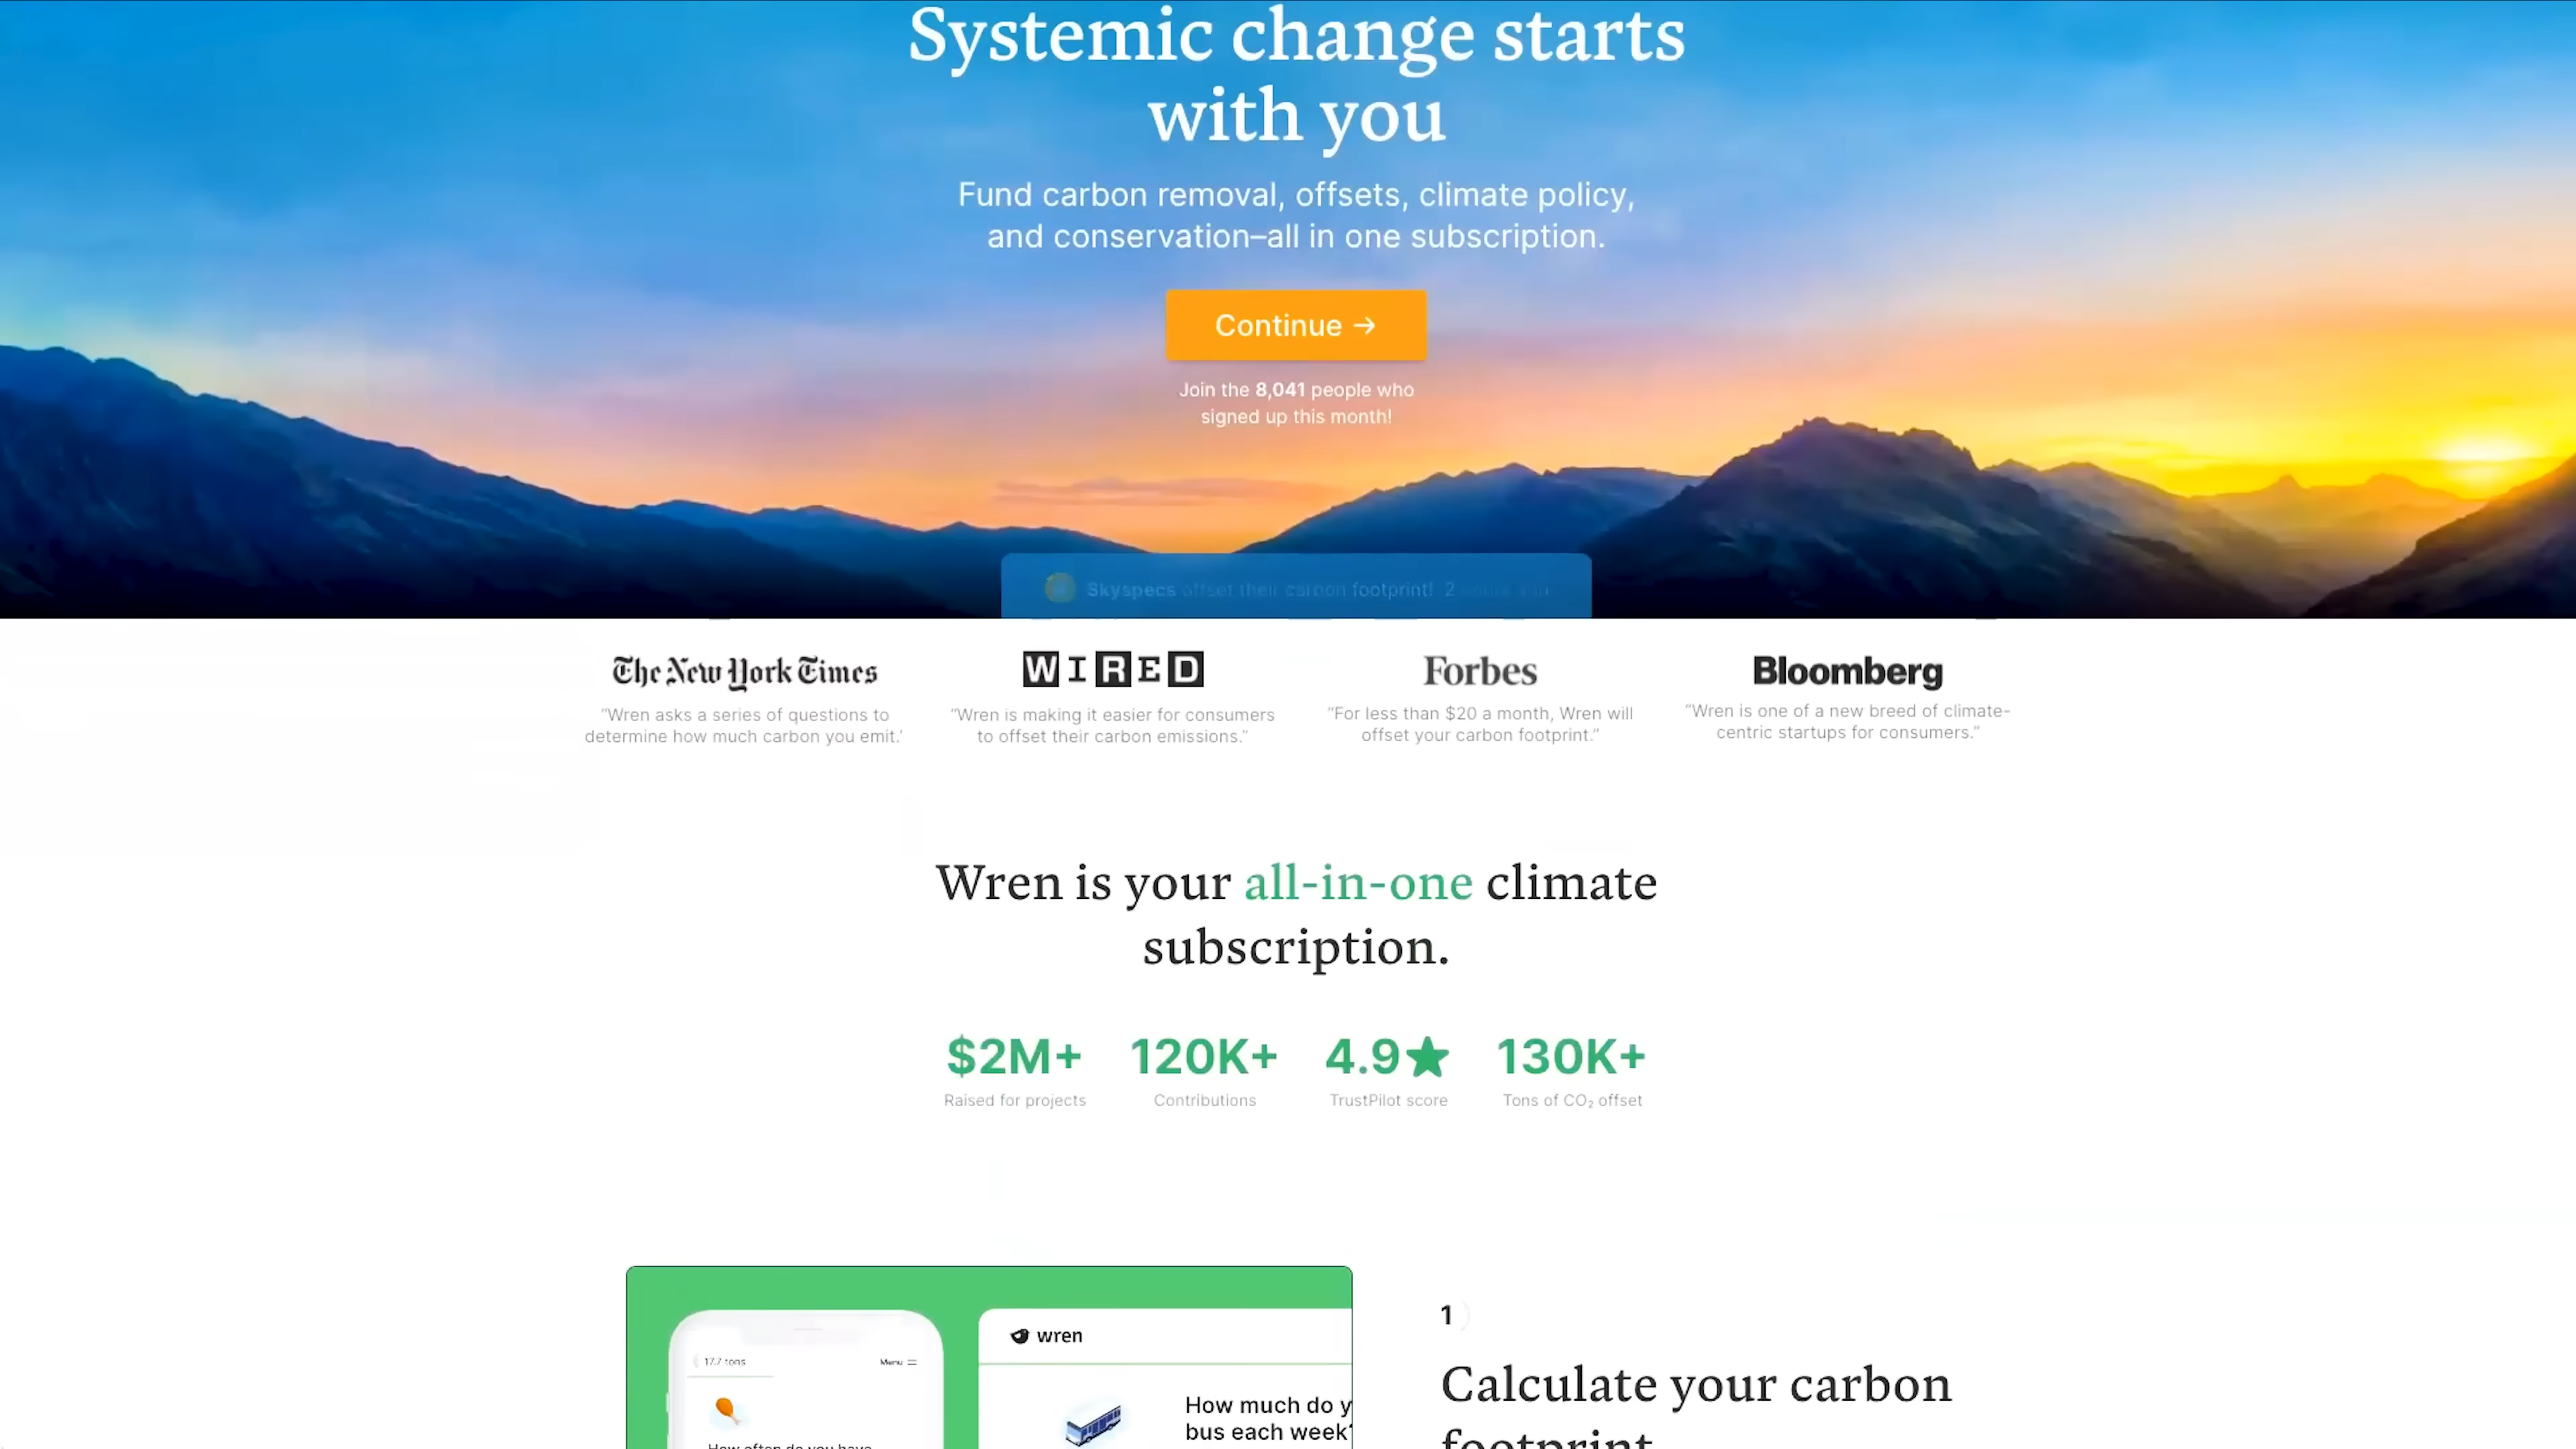 Systemic change starts
with you
Fund carbon removal, offsets, climate policy,
and conservation–all in one subscription.
Continue →
Join the 8,041 people who
signed up this month!
Skyspecs offset their carbon footprint! 2
The New York Times
WIRED
Forbes
Bloomberg
"Wren asks a series of questions to
determine how much carbon you emit.'
"Wren is making it easier for consumers
to offset their carbon emissions."
"For less than $20 a month, Wren will
offset your carbon footprint."
"Wren is one of a new breed of climate-
centric startups for consumers."
Wren is your all-in-one climate
subscription.
$2M+
Raised for projects
120K+
Contributions
4.9★
TrustPilot score
130K+
Tons of CO₂ offset
17.7 tons
Menu
wren
How much do y
bus each week
1
Calculate your carbon
footprint